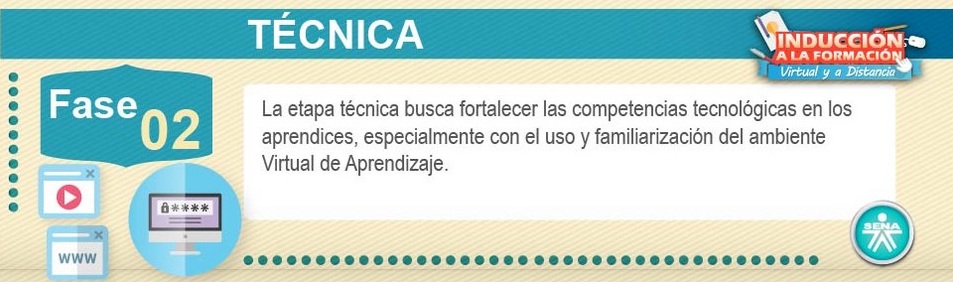 TÉCNICA
INDUCCIÓN
A LA FORMACIÓN
Virtual y a Distancia
Fase
02
La etapa técnica busca fortalecer las competencias tecnológicas en los
aprendices, especialmente con el uso y familiarización del ambiente
Virtual de Aprendizaje.
****
www
SENA